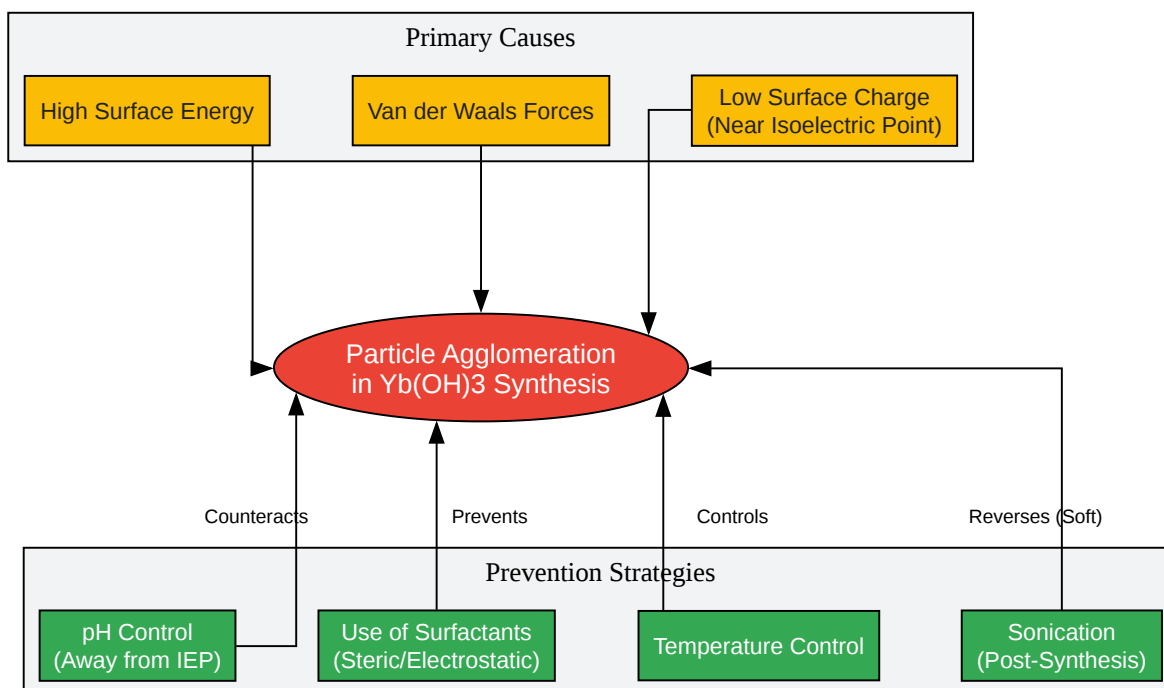 Primary Causes
High Surface Energy
Van der Waals Forces
Low Surface Charge
(Near Isoelectric Point)
Particle Agglomeration
in Yb(OH)3 Synthesis
Counteracts
Prevents
Controls
Reverses (Soft)
Prevention Strategies
pH Control
(Away from IEP)
Use of Surfactants
(Steric/Electrostatic)
Temperature Control
Sonication
(Post-Synthesis)